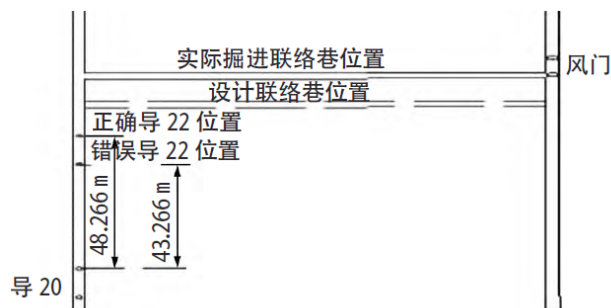 实际掘进联络巷位置
风门
设计联络巷位置
正确导 22 位置
错误导 22 位置
48.266 m
43.266 m
导 20